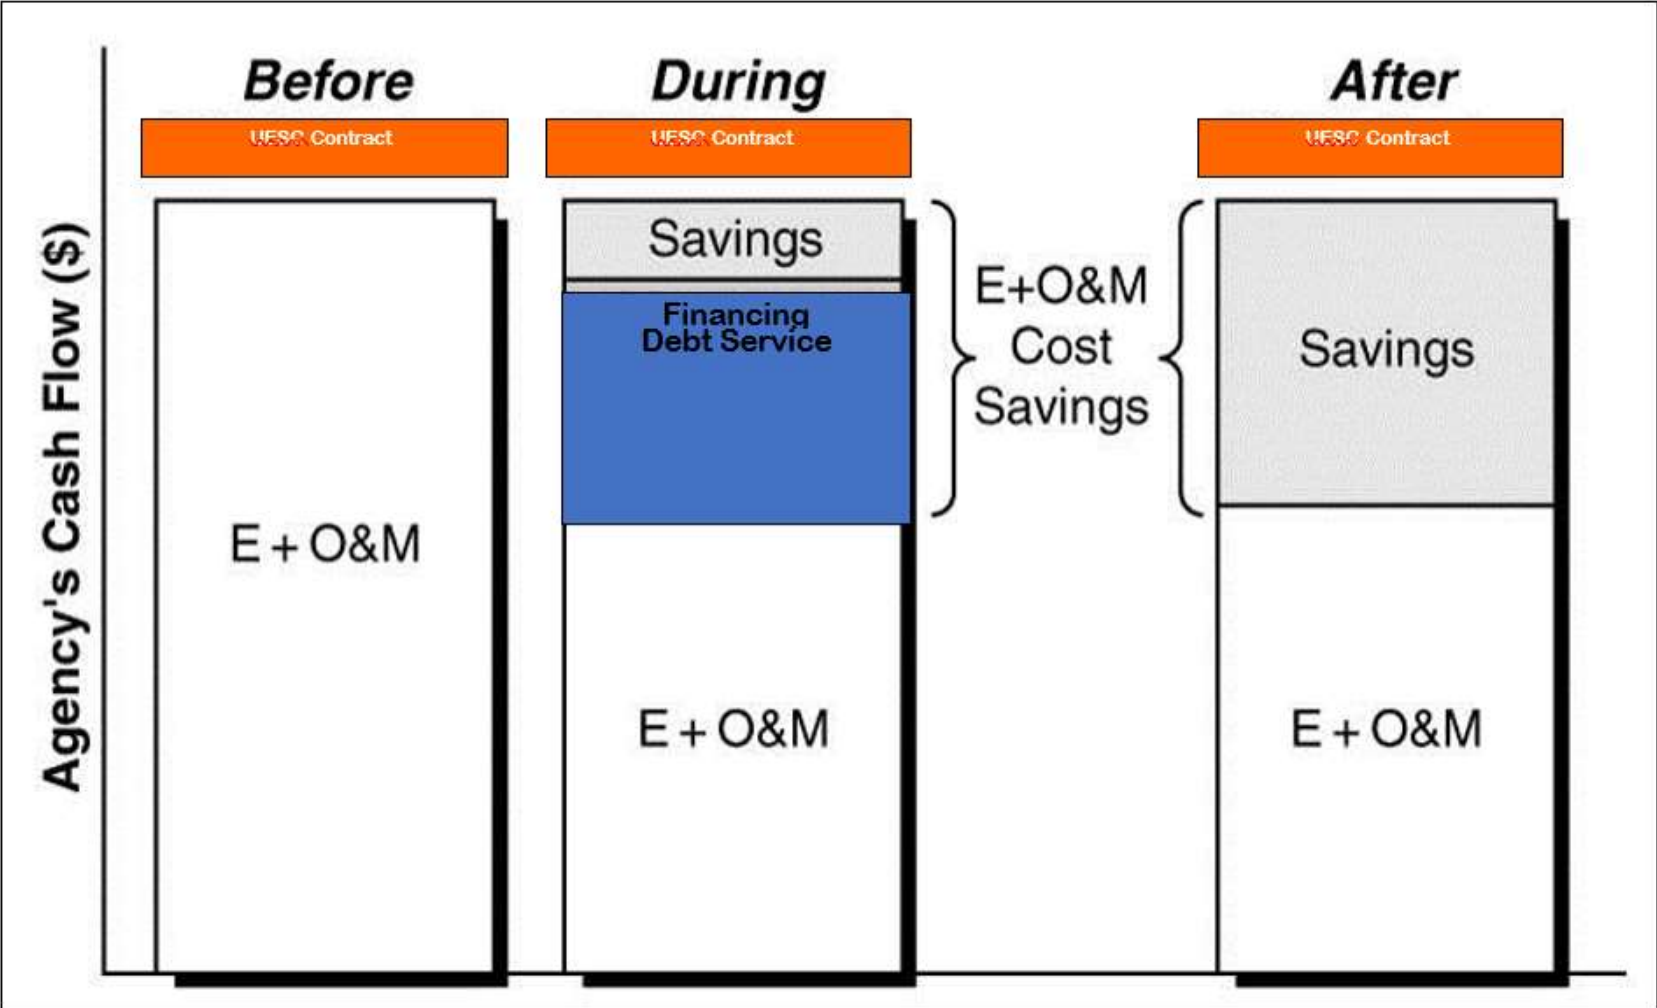 Before
During
After
UESC Contract
UESC Contract
UESC Contract
Agency's Cash Flow ($)
E + O&M
Savings
Financing
Debt Service
E + O&M
E+O&M
Cost
Savings
Savings
E + O&M